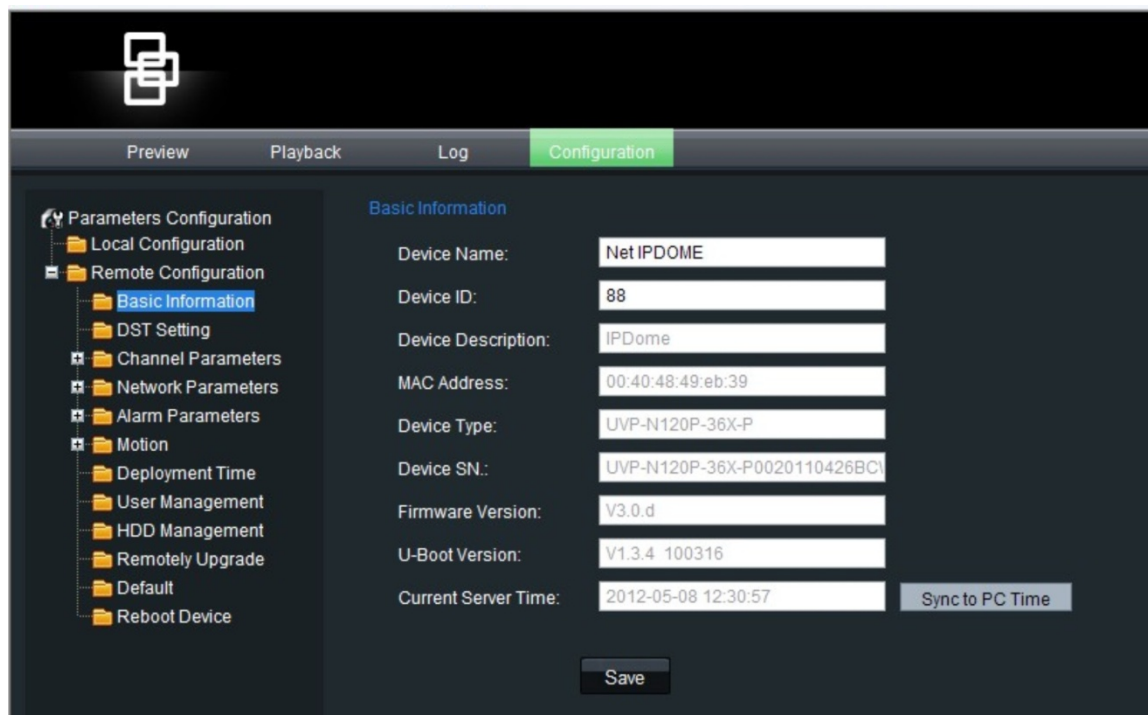 Preview Playback Log Configuration
Parameters Configuration
Local Configuration
Remote Configuration
Basic Information
DST Setting
Channel Parameters
Network Parameters
Alarm Parameters
Motion
Deployment Time
User Management
HDD Management
Remotely Upgrade
Default
Reboot Device
Basic Information
Device Name: Net IPDOME
Device ID: 88
Device Description: IPDome
MAC Address: 00:40:48:49:eb:39
Device Type: UVP-N120P-36X-P
Device SN.: UVP-N120P-36X-P0020110426BC
Firmware Version: V3.0.d
U-Boot Version: V1.3.4 100316
Current Server Time: 2012-05-08 12:30:57 Sync to PC Time
Save